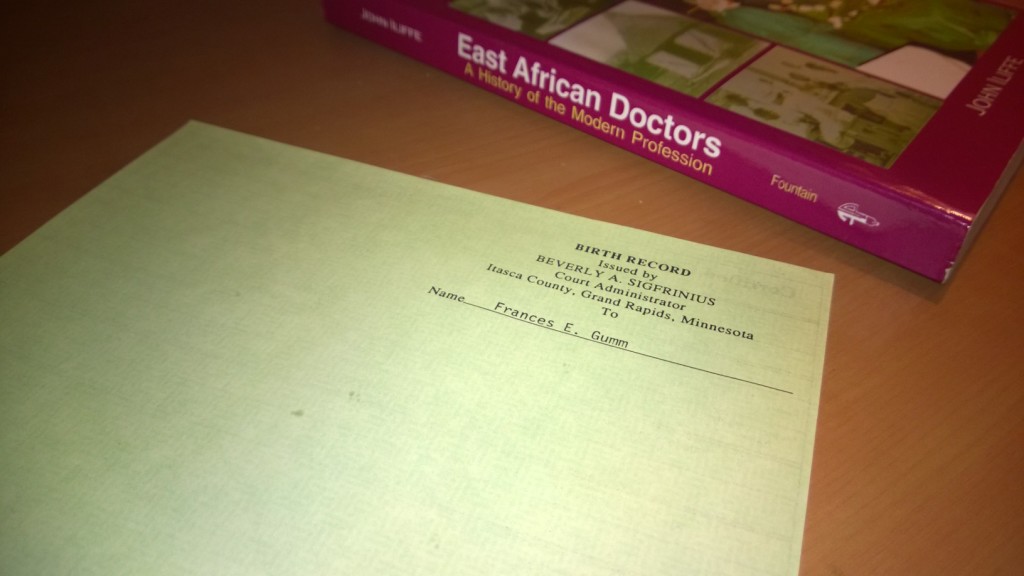 JOHN ILIFFE
East African Doctors
A History of the Modern Profession
Fountain
JOHN ILIFFE
BIRTH RECORD
Issued by
BEVERLY A. SIGFRINIUS
Court Administrator
Itasca County, Grand Rapids, Minnesota
To
Name Frances E. Gumm